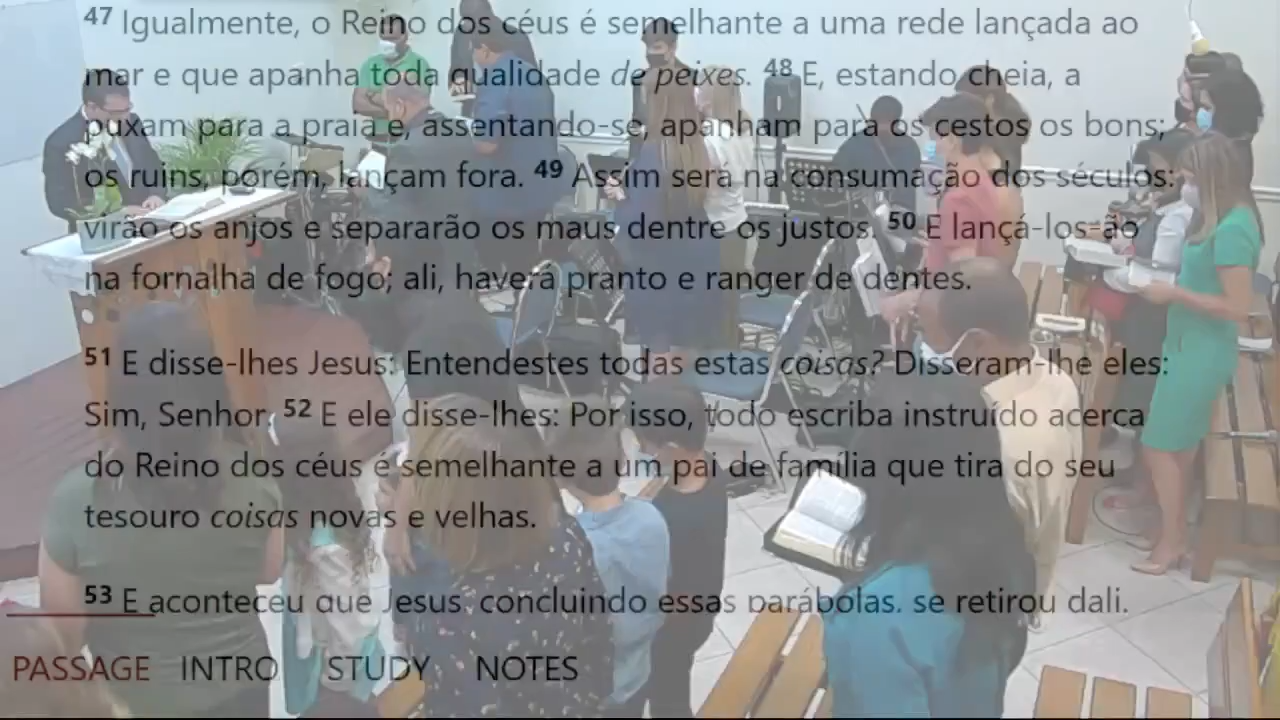 47 Igualmente, o Reino dos céus é semelhante a uma rede lançada ao
mar e que apanha toda qualidade de peixes. 48 E, estando cheia, a
puxam para a praia e, assentando-se, apanham para os cestos os bons;
os ruins, porém, lançam fora. 49 Assim será na consumação dos séculos:
virão os anjos e separarão os maus dentre os justos. 50 E lançá-los-ão
na fornalha de fogo; ali, haverá pranto e ranger de dentes.
51 E disse-lhes Jesus: Entendestes todas estas coisas? Disseram-lhe eles:
Sim, Senhor. 52 E ele disse-lhes: Por isso, todo escriba instruído acerca
do Reino dos céus é semelhante a um pai de família que tira do seu
tesouro coisas novas e velhas.
53 E aconteceu que Jesus, concluindo essas parábolas, se retirou dali.
PASSAGE INTRO STUDY NOTES